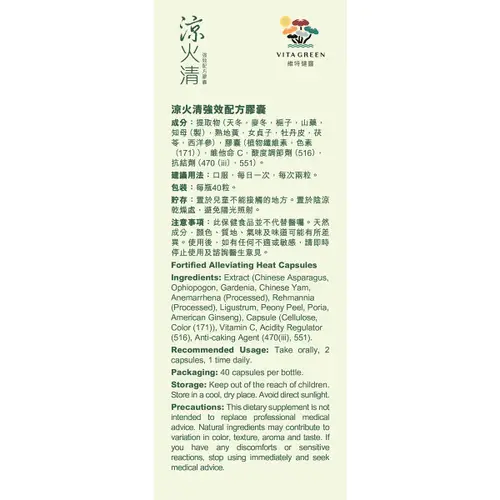 涼火清
強效配方膠囊
VITA GREEN
維特健靈
涼火清強效配方膠囊
成分：提取物（天冬，麥冬，梔子，山藥，
知母（製），熟地黃，女貞子，牡丹皮，茯
苓，西洋參），膠囊（植物纖維素，色素
（171）），維他命 C，酸度調節劑（516），
抗結劑（470（iii），551）。
建議用法：口服，每日一次，每次兩粒。
包裝：每瓶40粒。
貯存：置於兒童不能接觸的地方。置於陰涼
乾燥處，避免陽光照射。
注意事項：此保健食品並不代替醫囑。天然
成分，顏色、質地、氣味及味道可能有所差
異。使用後，如有任何不適或敏感，請即時
停止使用及諮詢醫生意見。
Fortified Alleviating Heat Capsules
Ingredients: Extract (Chinese Asparagus,
Ophiopogon, Gardenia, Chinese Yam,
Anemarrhena (Processed), Rehmannia
(Processed), Ligustrum, Peony Peel, Poria,
American Ginseng), Capsule (Cellulose,
Color (171)), Vitamin C, Acidity Regulator
(516), Anti-caking Agent (470(iii), 551).
Recommended Usage: Take orally, 2
capsules, 1 time daily.
Packaging: 40 capsules per bottle.
Storage: Keep out of the reach of children.
Store in a cool, dry place. Avoid direct sunlight.
Precautions: This dietary supplement is not
intended to replace professional medical
advice. Natural ingredients may contribute to
variation in color, texture, aroma and taste. If
you have any discomforts or sensitive
reactions, stop using immediately and seek
medical advice.